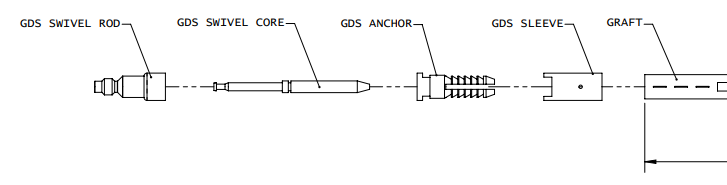 GDS SWIVEL ROD
GDS SWIVEL CORE
GDS ANCHOR
GDS SLEEVE
GRAFT